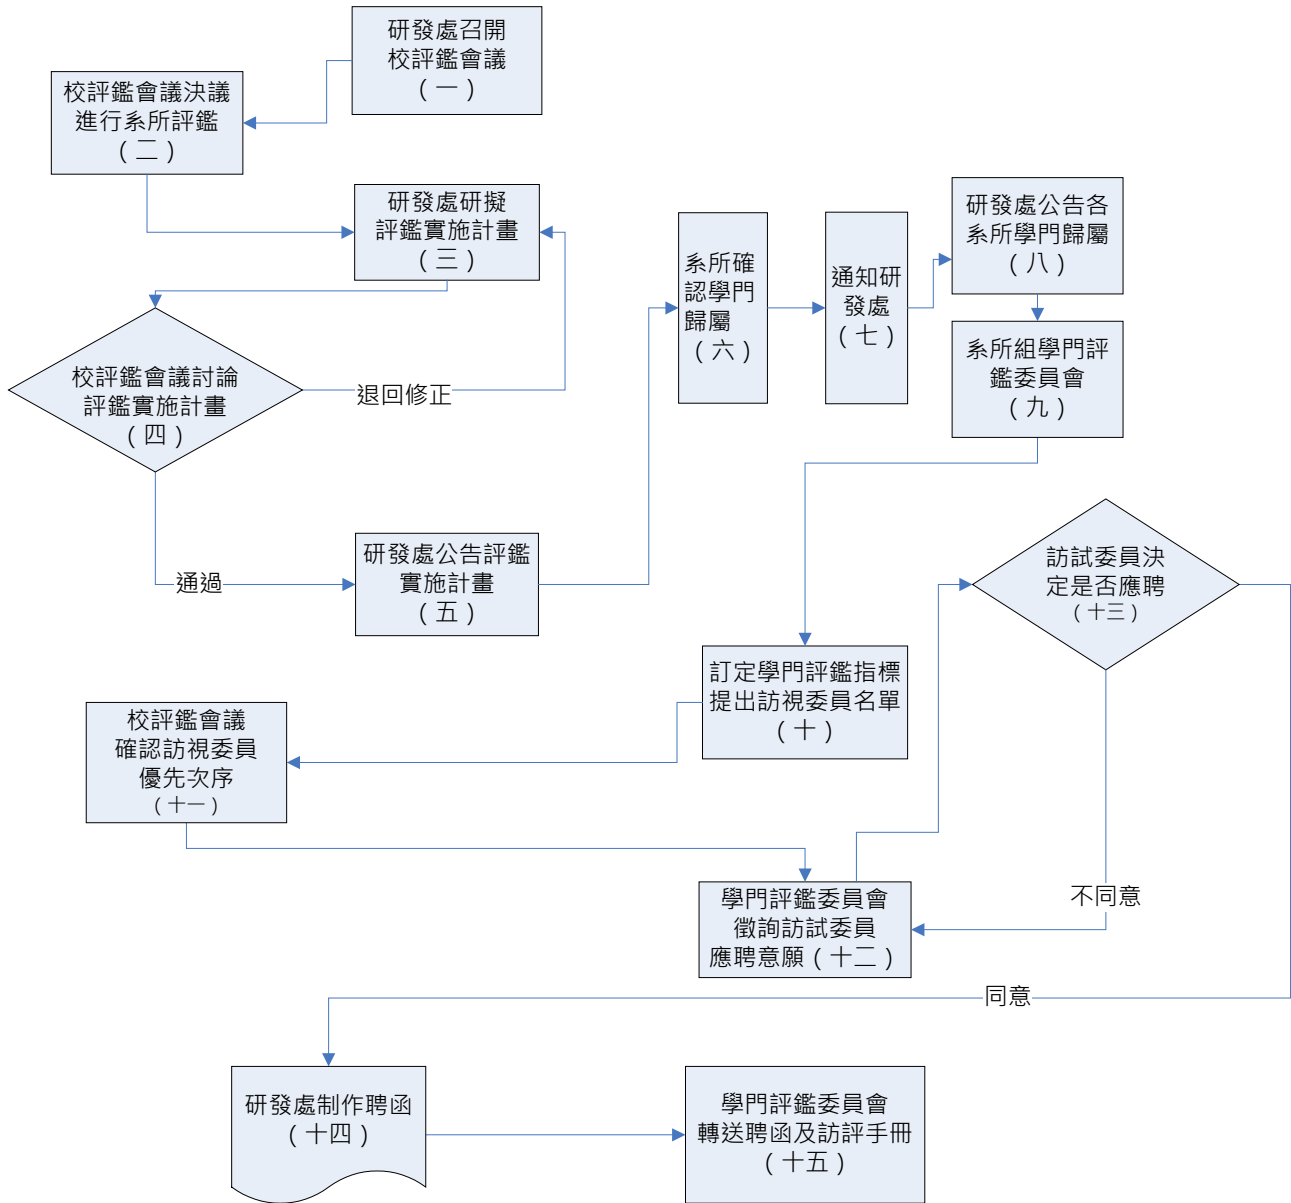 研發處召開
校評鑑會議
(一)
校評鑑會議決議
進行系所評鑑
(二)
研發處研擬
評鑑實施計畫
(三)
校評鑑會議討論
評鑑實施計畫
(四)
退回修正
通過
研發處公告評鑑
實施計畫
(五)
系所確
認學門
歸屬
(六)
通知研
發處
(七)
研發處公告各
系所學門歸屬
(八)
系所組學門評
鑑委員會
(九)
訂定學門評鑑指標
提出訪視委員名單
(十)
校評鑑會議
確認訪視委員
優先次序
(十一)
學門評鑑委員會
徵詢訪試委員
應聘意願(十二)
訪試委員決
定是否應聘
(十三)
不同意
同意
研發處制作聘函
(十四)
學門評鑑委員會
轉送聘函及訪評手冊
(十五)